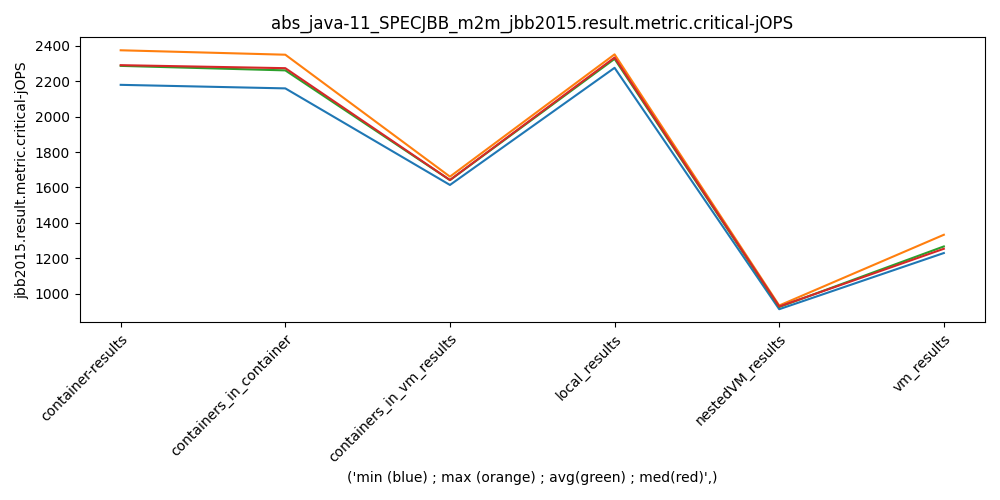 abs_java-11_SPECJBB_m2m_jbb2015.result.metric.critical-jOPS
jbb2015.result.metric.critical-jOPS
2400
2200
2000
1800
1600
1400
1200
1000
container-results
containers_in_container
containers_in_vm_results
local_results
nestedVM_results
vm_results
('min (blue) ; max (orange) ; avg(green) ; med(red)',)